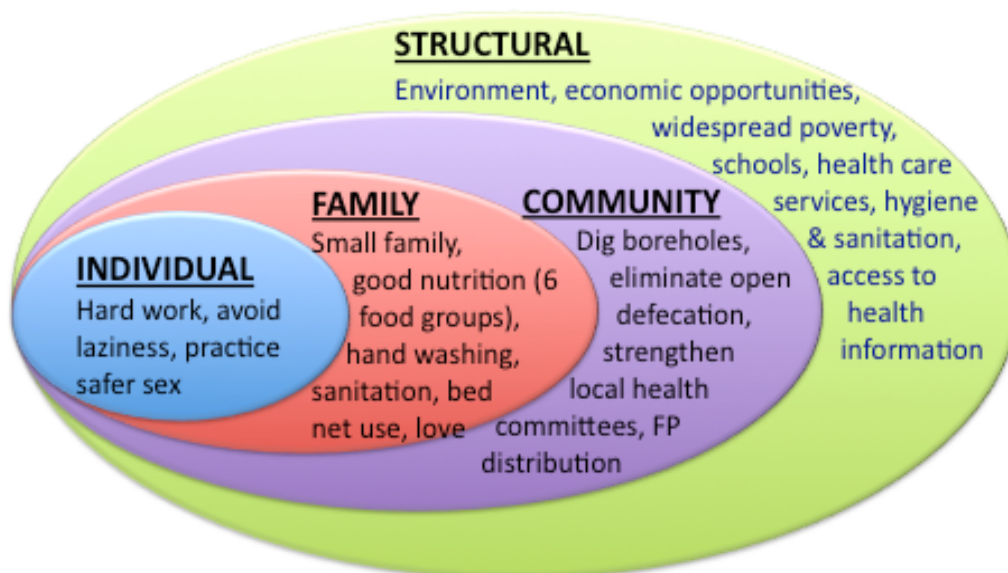 STRUCTURAL
Environment, economic opportunities,
widespread poverty,
schools, health care
services, hygiene
& sanitation,
access to
health
information
COMMUNITY
Dig boreholes,
eliminate open
defecation,
strengthen
local health
committees, FP
distribution
FAMILY
Small family,
good nutrition (6
food groups),
hand washing,
sanitation, bed
net use, love
INDIVIDUAL
Hard work, avoid
laziness, practice
safer sex